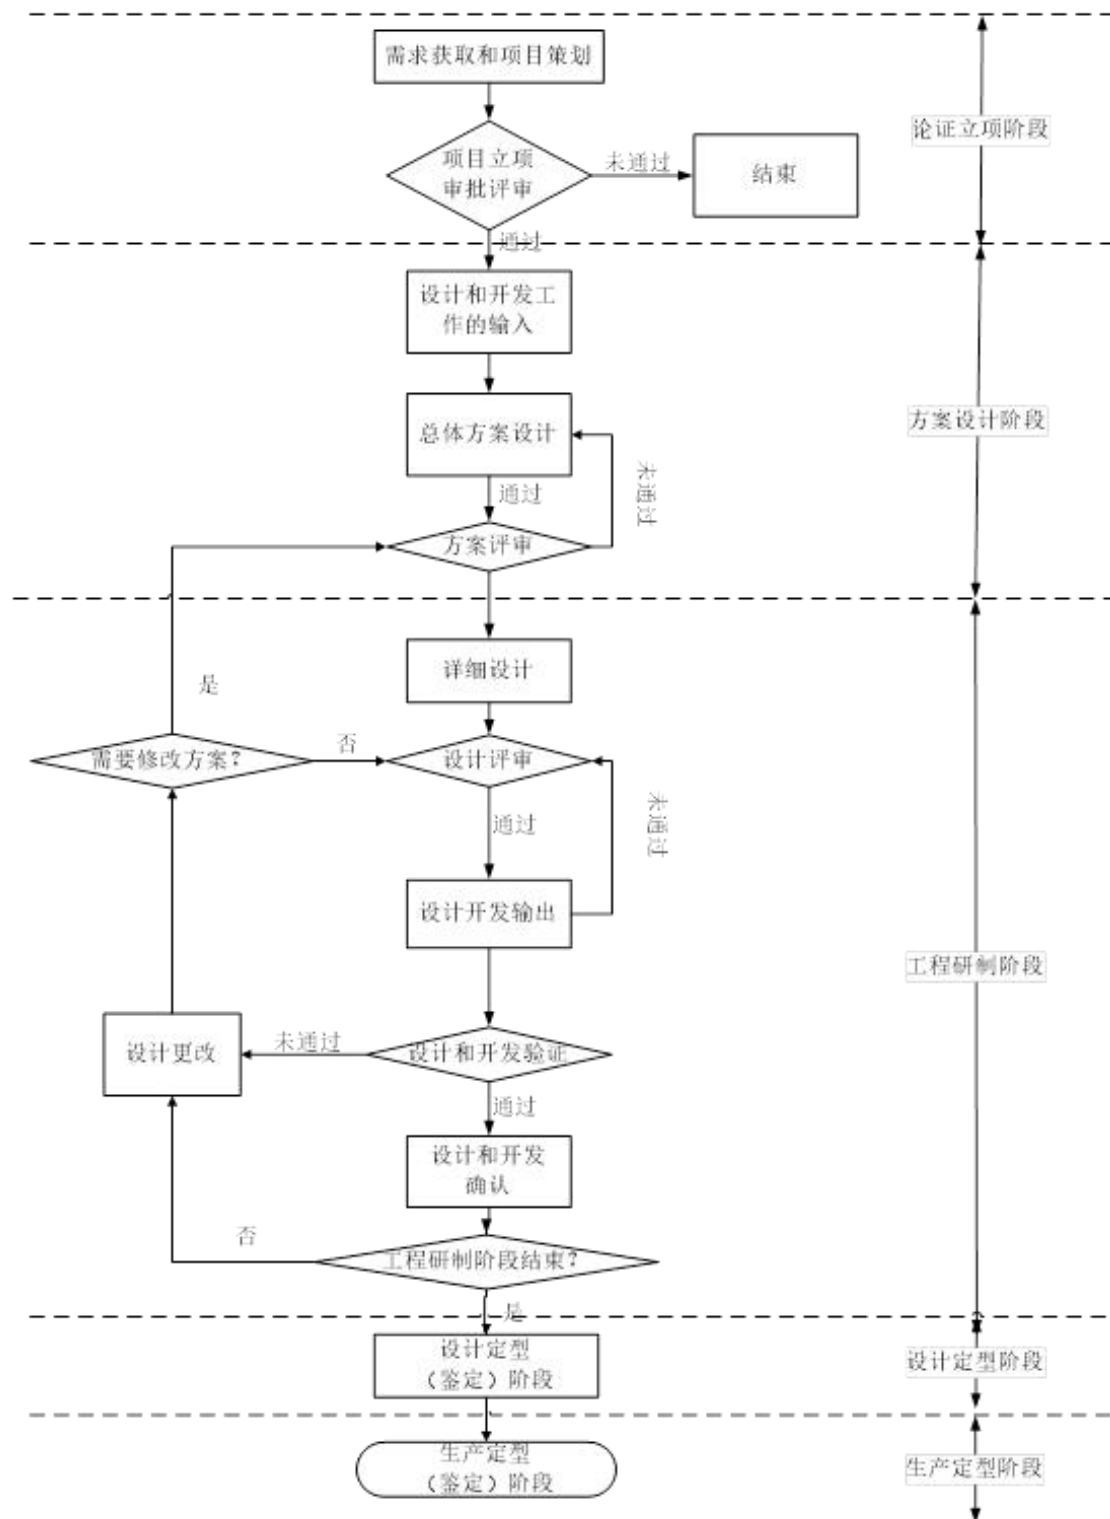 需求获取和项目策划
论证立项阶段
项目立项
审批评审
未通过
结束
通过
设计和开发工
作的输入
总体方案设计
方案设计阶段
未通过
通过
方案评审
详细设计
是
需要修改方案？
否
设计评审
未通过
通过
设计开发输出
工程研制阶段
设计更改
未通过
设计和开发验证
通过
设计和开发
确认
否
工程研制阶段结束？
是
设计定型
（鉴定）阶段
设计定型阶段
生产定型
（鉴定）阶段
生产定型阶段